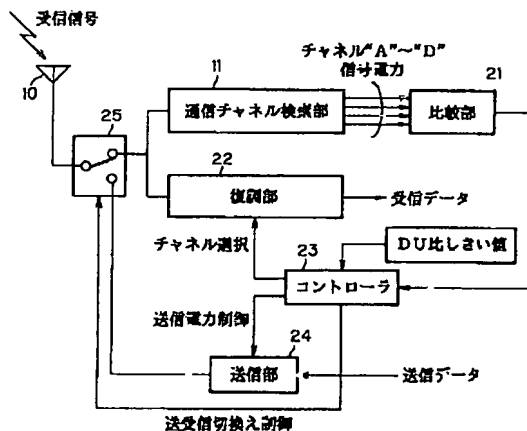 受信信号
10
25
11
通信チャネル検索部
チャネル“A”～“D”
信号電力
21
比較部
22
復調部
受信データ
チャネル選択
23
コントローラ
DU比しきい値
送信電力制御
24
送信部
送信データ
送受信切換え制御